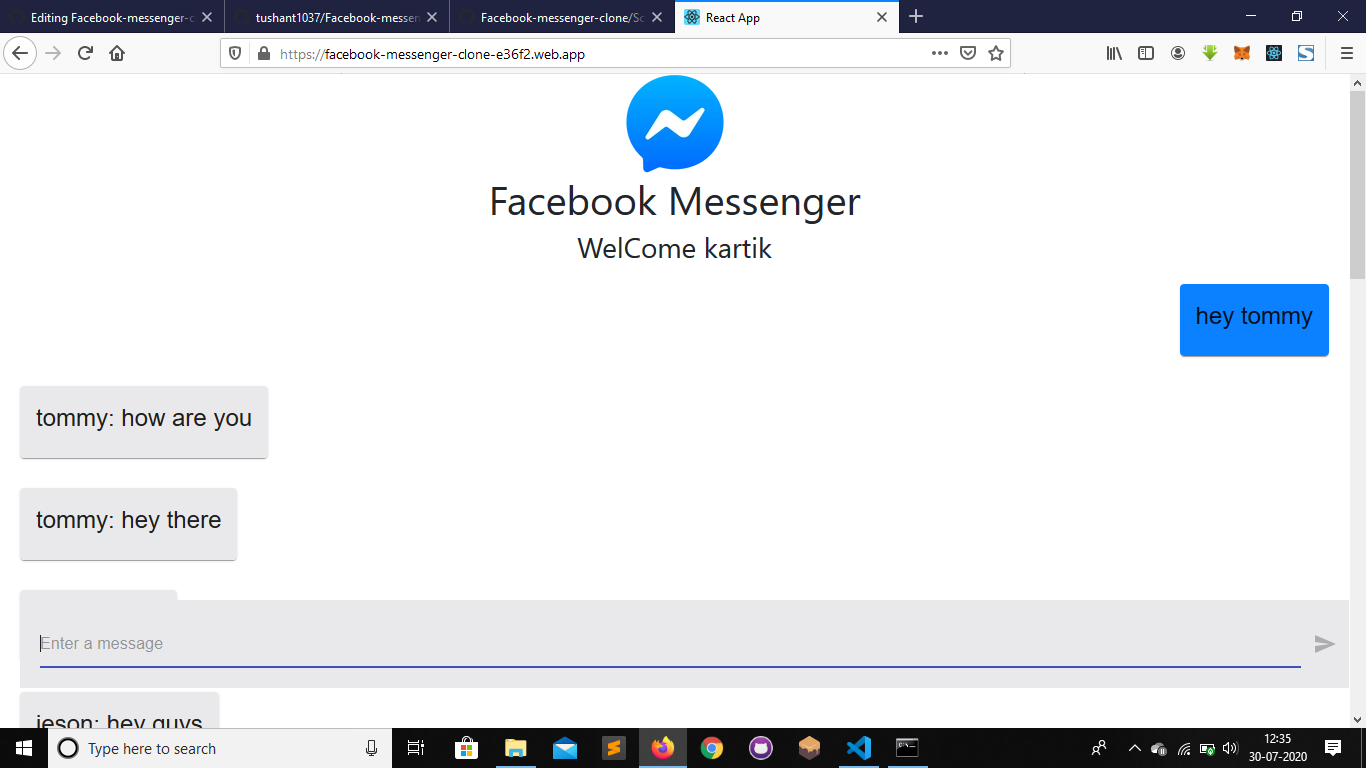 Editing Facebook-messenger-c
tushant1037/Facebook-messen
Facebook-messenger-clone/Sc
React App
https://facebook-messenger-clone-e36f2.web.app
Facebook Messenger
WelCome kartik
hey tommy
tommy: how are you
tommy: hey there
Enter a message
jeson: hey guys
Type here to search
12:35
30-07-2020